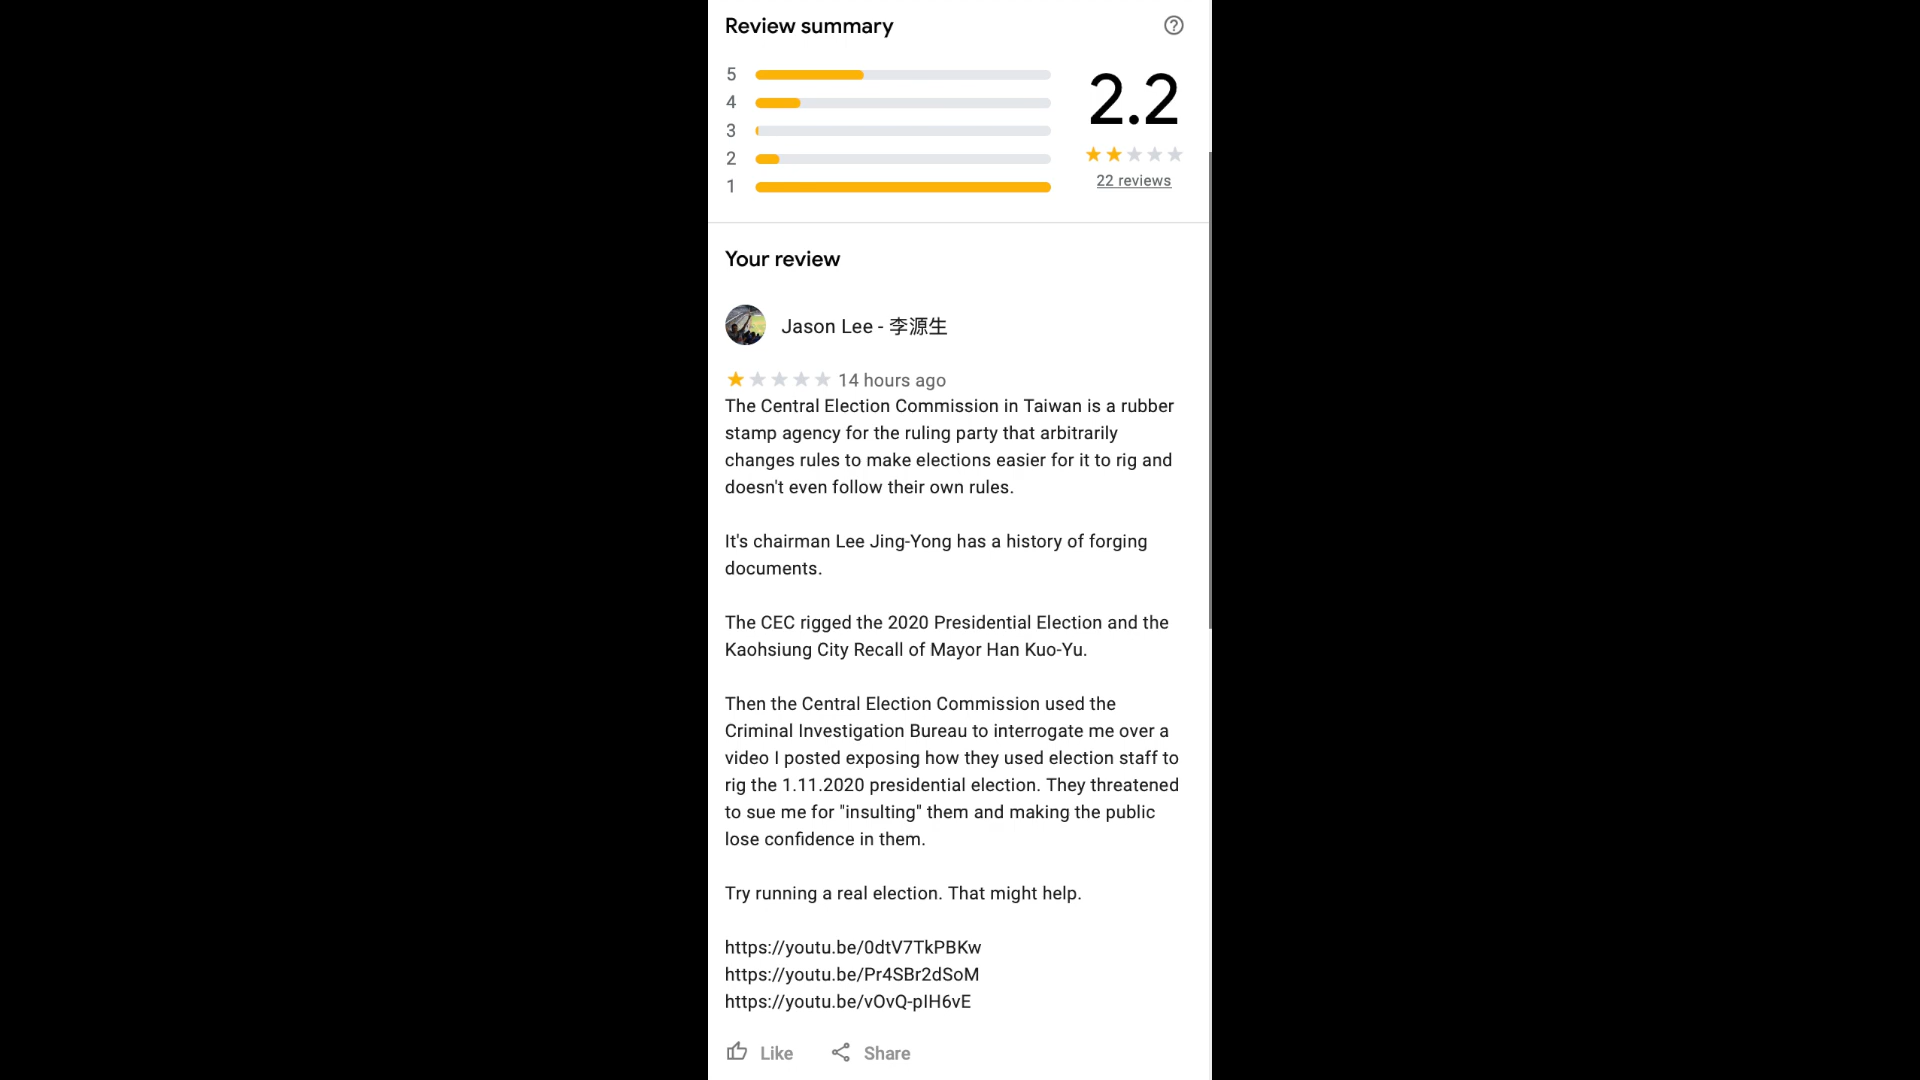 Review summary
5
4
3
2
1
2.2
22 reviews
Your review
Jason Lee - 李源生
14 hours ago
The Central Election Commission in Taiwan is a rubber
stamp agency for the ruling party that arbitrarily
changes rules to make elections easier for it to rig and
doesn't even follow their own rules.
It's chairman Lee Jing-Yong has a history of forging
documents.
The CEC rigged the 2020 Presidential Election and the
Kaohsiung City Recall of Mayor Han Kuo-Yu.
Then the Central Election Commission used the
Criminal Investigation Bureau to interrogate me over a
video I posted exposing how they used election staff to
rig the 1.11.2020 presidential election. They threatened
to sue me for "insulting" them and making the public
lose confidence in them.
Try running a real election. That might help.
https://youtu.be/0dtV7TkPBKw
https://youtu.be/Pr4SBr2dSoM
https://youtu.be/vOvQ-pIH6vE
Like
Share